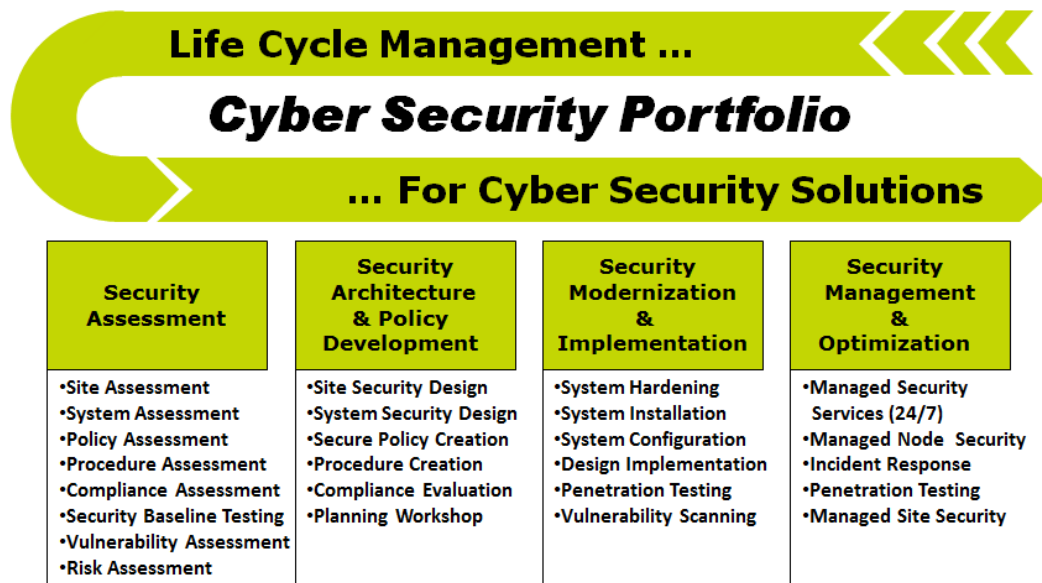 Life Cycle Management ...
Cyber Security Portfolio
... For Cyber Security Solutions
Security
Assessment
•Site Assessment
•System Assessment
•Policy Assessment
•Procedure Assessment
•Compliance Assessment
•Security Baseline Testing
•Vulnerability Assessment
•Risk Assessment
Security
Architecture
& Policy
Development
•Site Security Design
•System Security Design
•Secure Policy Creation
•Procedure Creation
•Compliance Evaluation
•Planning Workshop
Security
Modernization
&
Implementation
•System Hardening
•System Installation
•System Configuration
•Design Implementation
•Penetration Testing
•Vulnerability Scanning
Security
Management
&
Optimization
•Managed Security
Services (24/7)
•Managed Node Security
•Incident Response
•Penetration Testing
•Managed Site Security